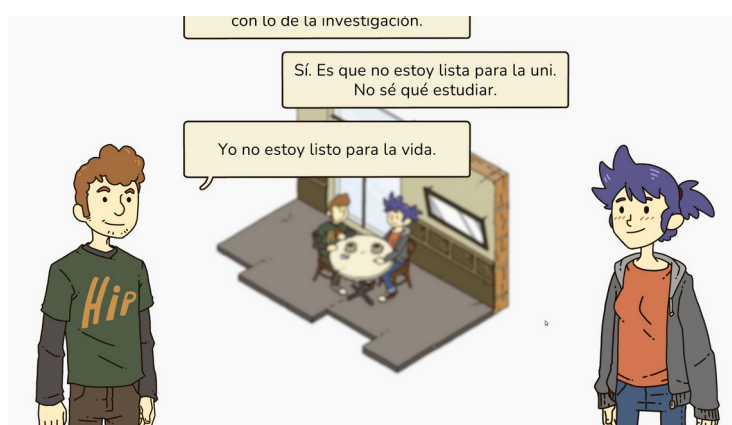 con lo de la investigación.
Sí. Es que no estoy lista para la uni.
No sé qué estudiar.
Yo no estoy listo para la vida.
HiP